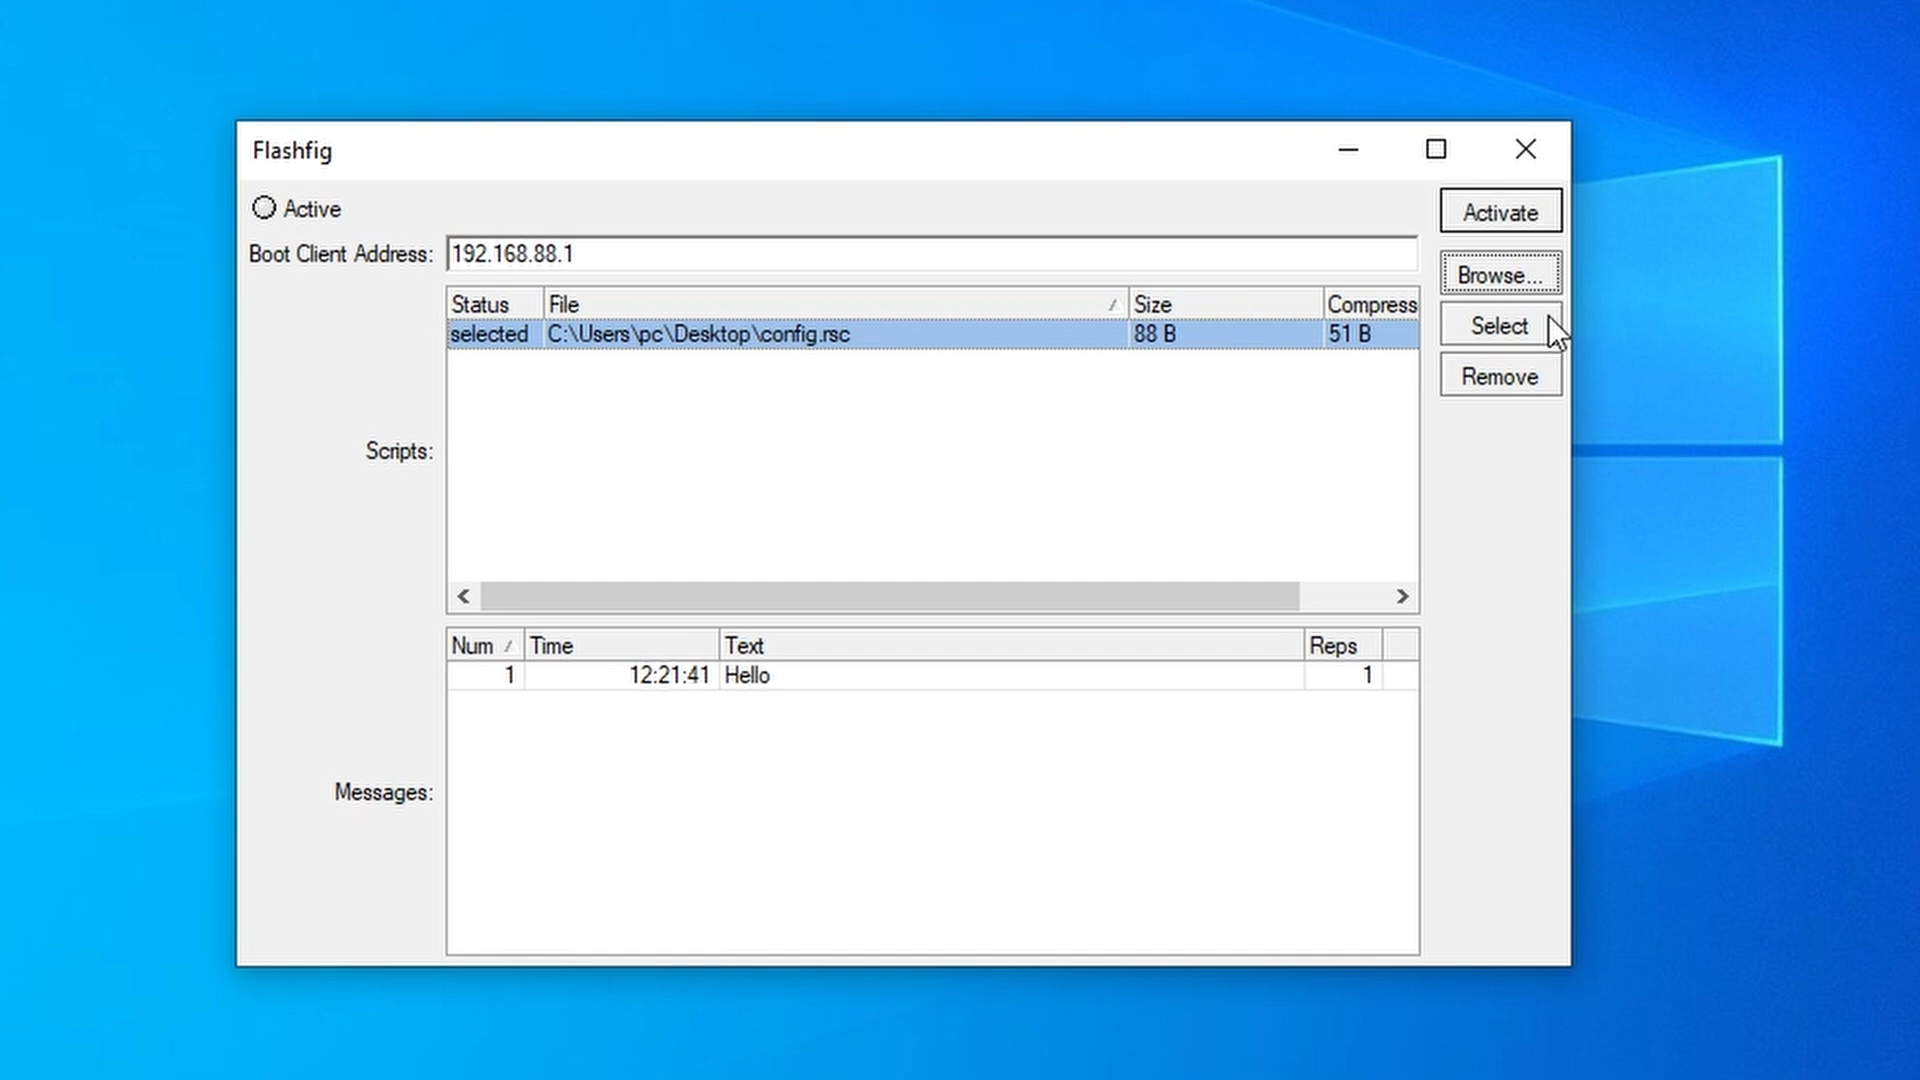 Flashfig
Active
Activate
Boot Client Address: 192.168.88.1
Browse...
Status File Size Compress
selected C:\Users\pc\Desktop\config.rsc 88 B 51 B
Select
Remove
Scripts:
Num Time Text Reps
1 12:21:41 Hello 1
Messages: